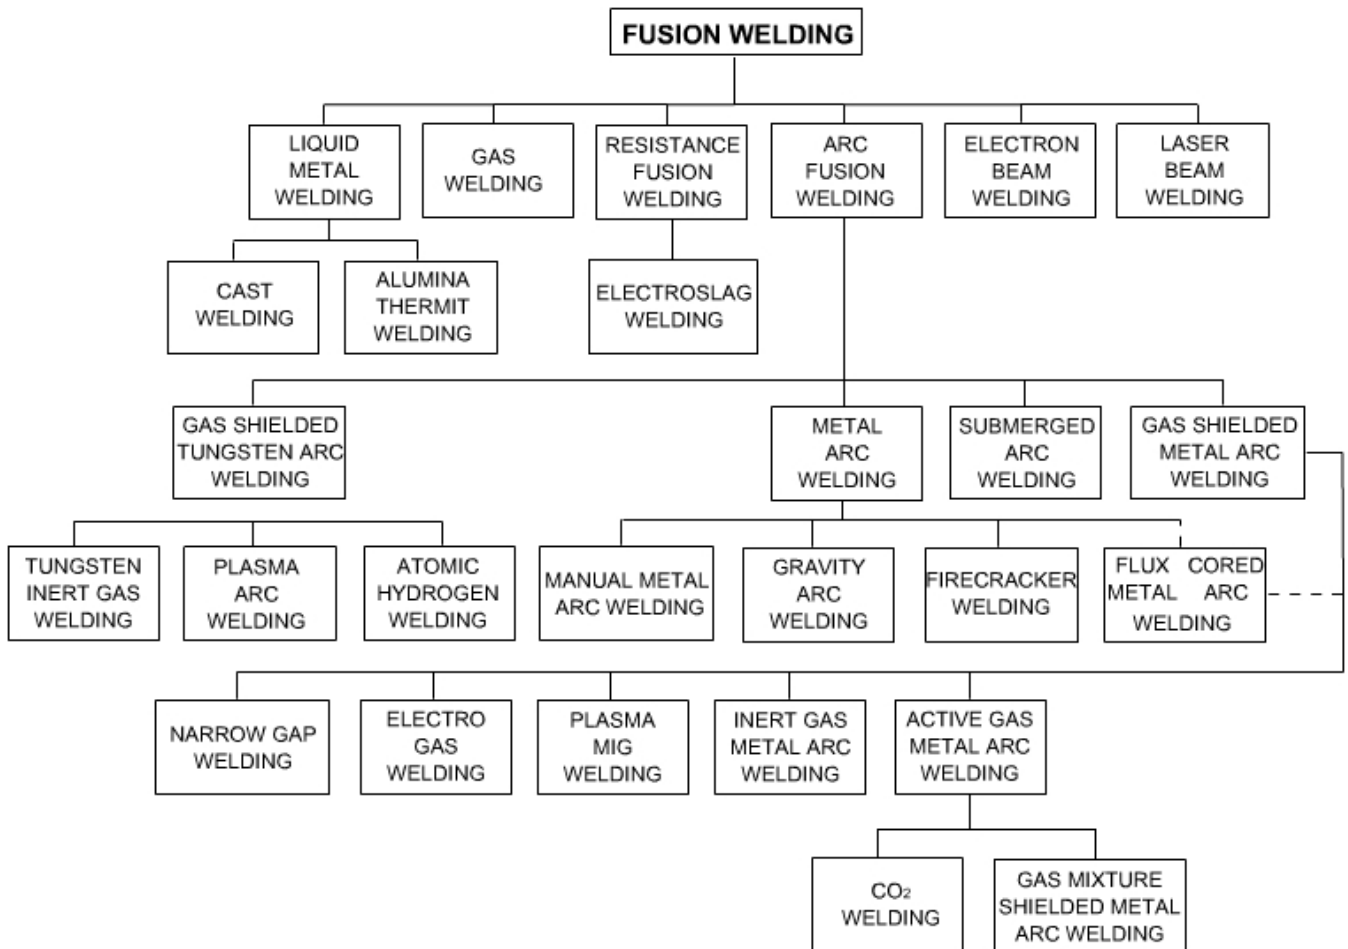 FUSION WELDING
LIQUID
METAL
WELDING
GAS
WELDING
RESISTANCE
FUSION
WELDING
ARC
FUSION
WELDING
ELECTRON
BEAM
WELDING
LASER
BEAM
WELDING
CAST
WELDING
ALUMINA
THERMIT
WELDING
ELECTROSLAG
WELDING
GAS SHIELDED
TUNGSTEN ARC
WELDING
METAL
ARC
WELDING
SUBMERGED
ARC
WELDING
GAS SHIELDED
METAL ARC
WELDING
TUNGSTEN
INERT GAS
WELDING
PLASMA
ARC
WELDING
ATOMIC
HYDROGEN
WELDING
MANUAL METAL
ARC WELDING
GRAVITY
ARC
WELDING
FIRECRACKER
WELDING
FLUX CORED
METAL ARC
WELDING
NARROW GAP
WELDING
ELECTRO
GAS
WELDING
PLASMA
MIG
WELDING
INERT GAS
METAL ARC
WELDING
ACTIVE GAS
METAL ARC
WELDING
CO₂
WELDING
GAS MIXTURE
SHIELDED METAL
ARC WELDING